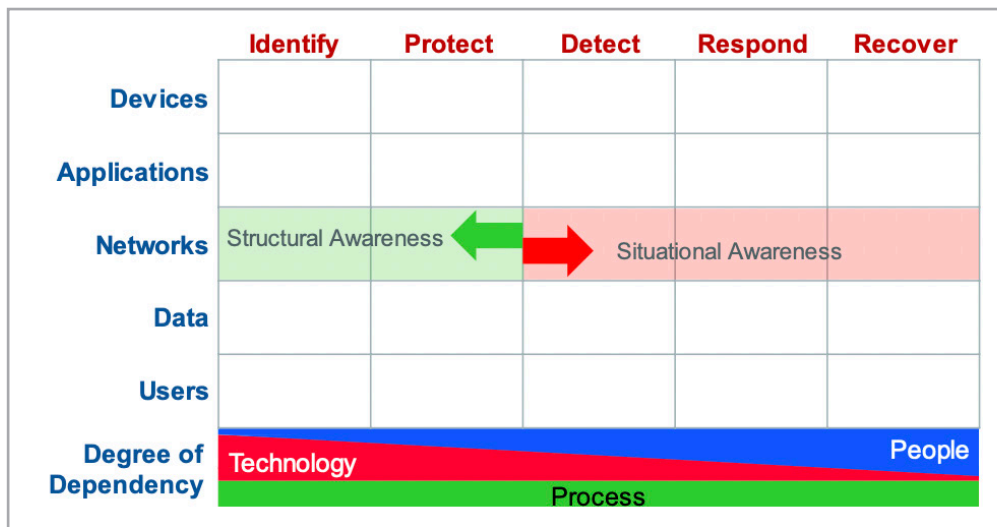 Identify Protect Detect Respond Recover
Devices
Applications
Networks Structural Awareness Situational Awareness
Data
Users
Degree of
Dependency
People
Technology
Process